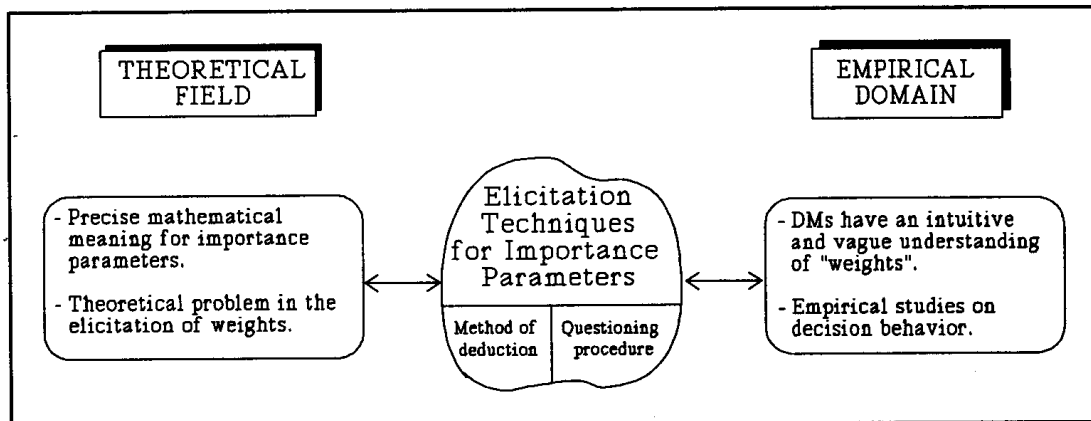 THEORETICAL
FIELD
EMPIRICAL
DOMAIN
- Precise mathematical
meaning for importance
parameters.
- Theoretical problem in the
elicitation of weights.
Elicitation
Techniques
for Importance
Parameters
Method of
deduction
Questioning
procedure
- DMs have an intuitive
and vague understanding
of "weights".
- Empirical studies on
decision behavior.